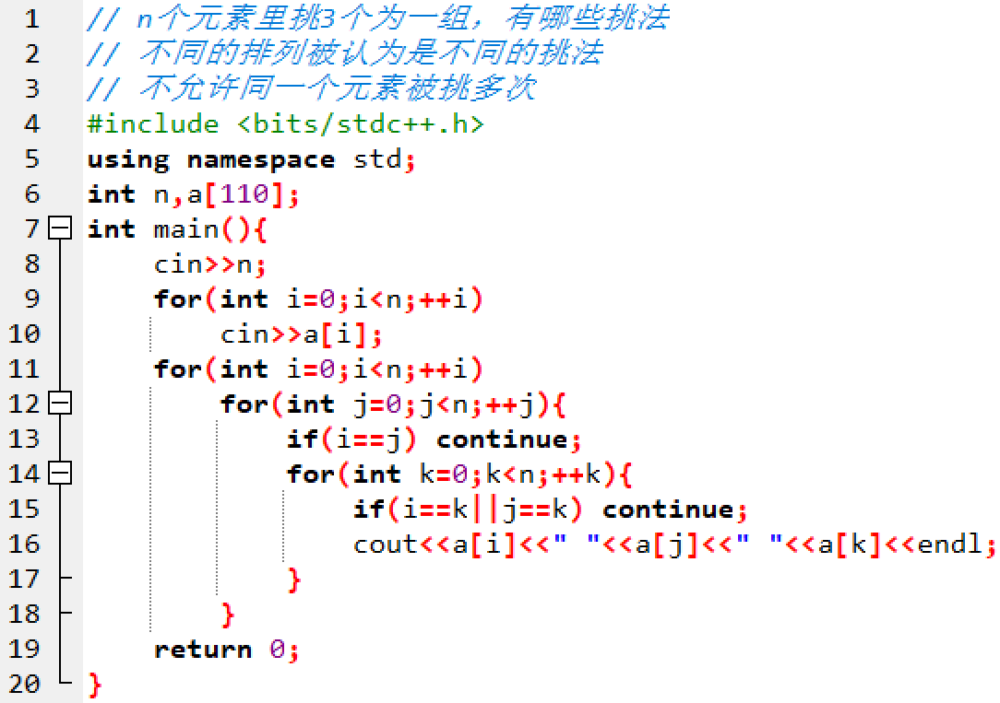 1 // n个元素里挑3个为一组，有哪些挑法
2 // 不同的排列被认为是不同的挑法
3 // 不允许同一个元素被挑多次
4 #include <bits/stdc++.h>
5 using namespace std;
6 int n,a[110];
7 int main(){
8     cin>>n;
9     for(int i=0;i<n;++i)
10         cin>>a[i];
11     for(int i=0;i<n;++i)
12         for(int j=0;j<n;++j){
13             if(i==j) continue;
14             for(int k=0;k<n;++k){
15                 if(i==k||j==k) continue;
16                 cout<<a[i]<<" "<<a[j]<<" "<<a[k]<<endl;
17             }
18         }
19     return 0;
20 }